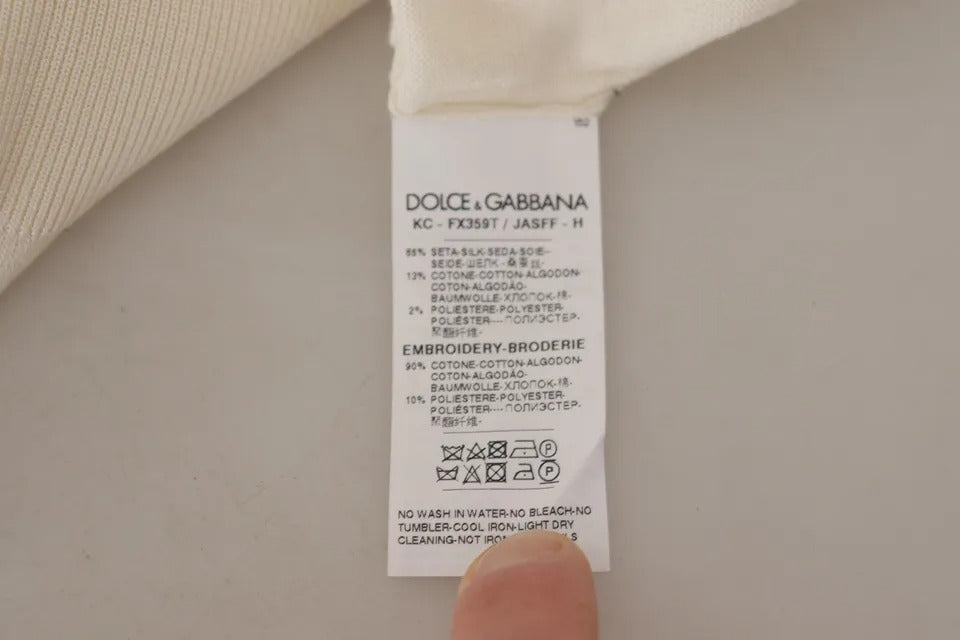 DOLCE & GABBANA
KC - FX359T / JASFF - H
85% SETA-SILK-SEDA-SOIE-
SEIDE-ШЕЛК-桑蚕丝-
13% COTONE-COTTON-ALGODON-
COTON-ALGODÃO-
BAUMWOLLE-ХЛОПОК-棉-
2% POLIESTERE-POLYESTER-
POLIÉSTER----ПОЛИЭСТЕР-
聚酯纤维-
EMBROIDERY-BRODERIE
90% COTONE-COTTON-ALGODON-
COTON-ALGODÃO-
BAUMWOLLE-ХЛОПОК-棉-
10% POLIESTERE-POLYESTER-
POLIÉSTER----ПОЛИЭСТЕР-
聚酯纤维-
P
P
NO WASH IN WATER-NO BLEACH-NO
TUMBLER-COOL IRON-LIGHT DRY
CLEANING-NOT